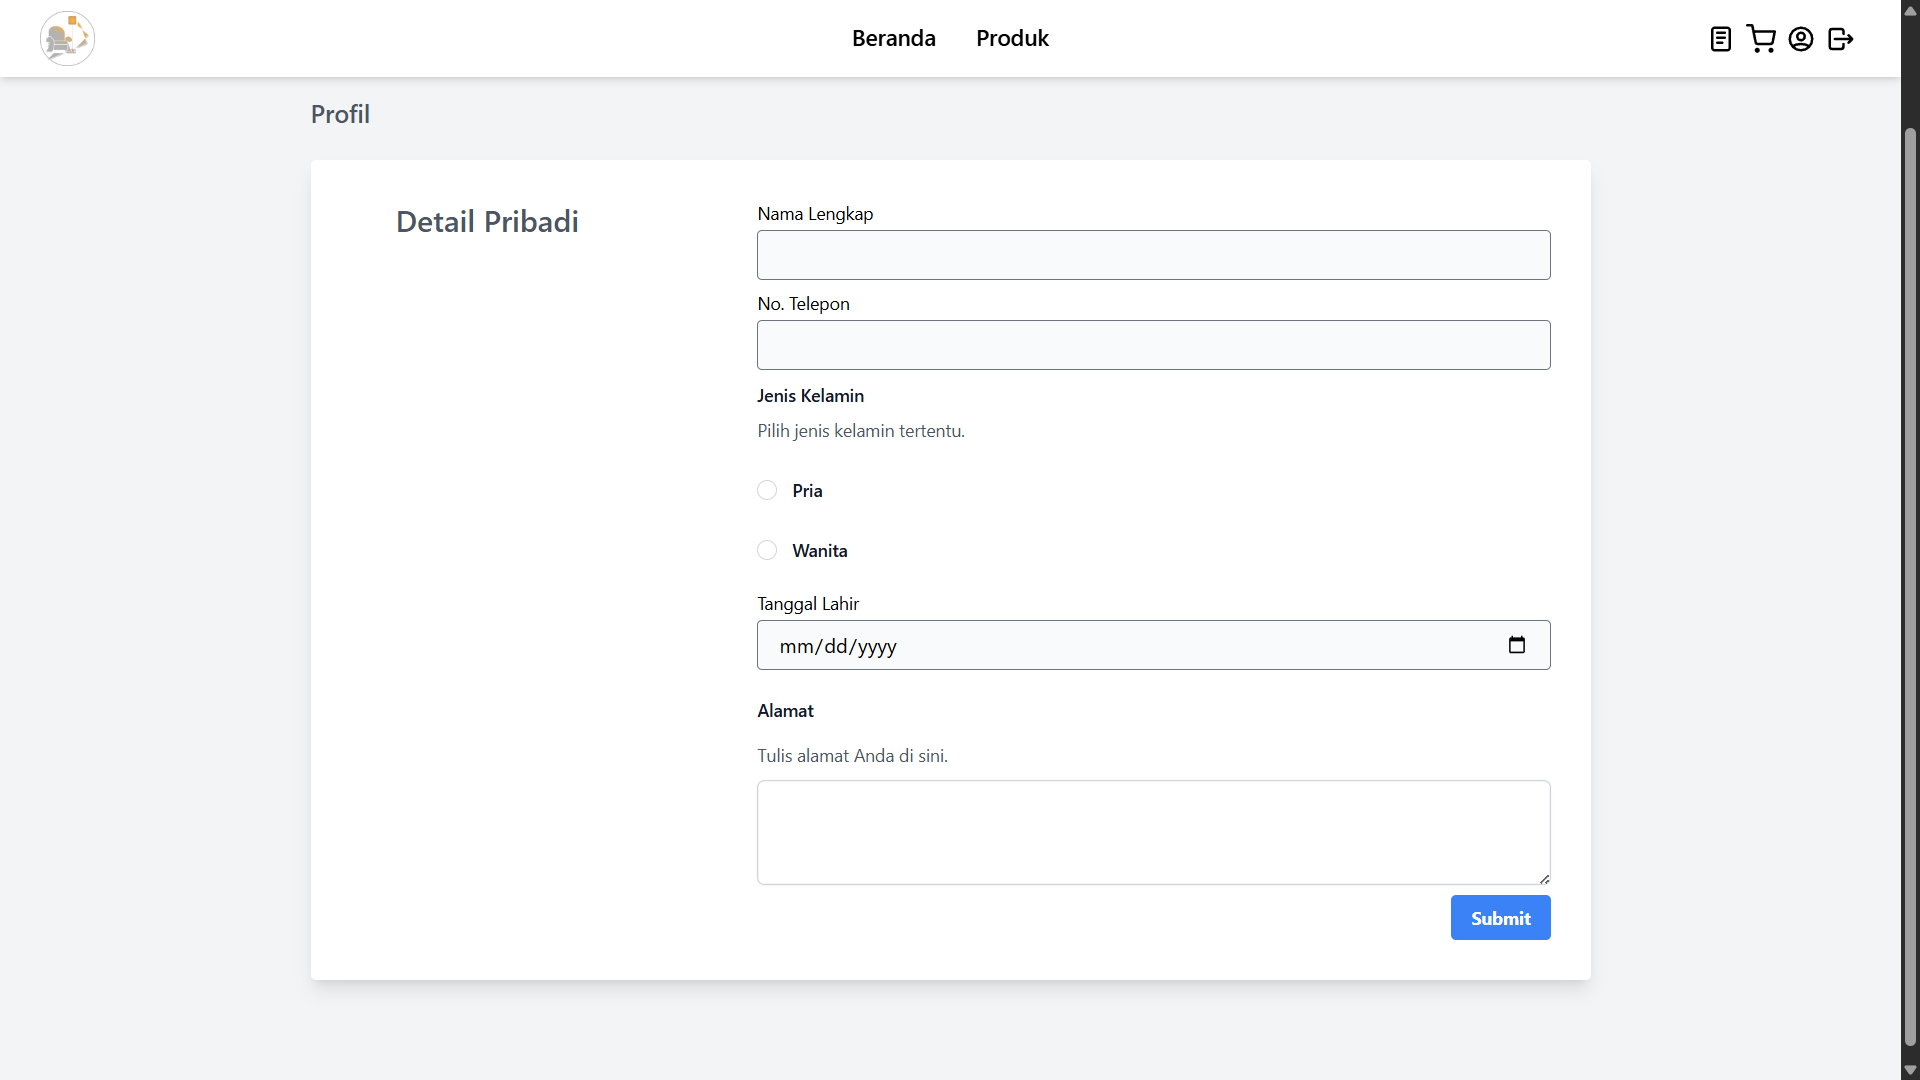 Beranda Produk
Profil
Detail Pribadi
Nama Lengkap
No. Telepon
Jenis Kelamin
Pilih jenis kelamin tertentu.
Pria
Wanita
Tanggal Lahir
mm/dd/yyyy
Alamat
Tulis alamat Anda di sini.
Submit